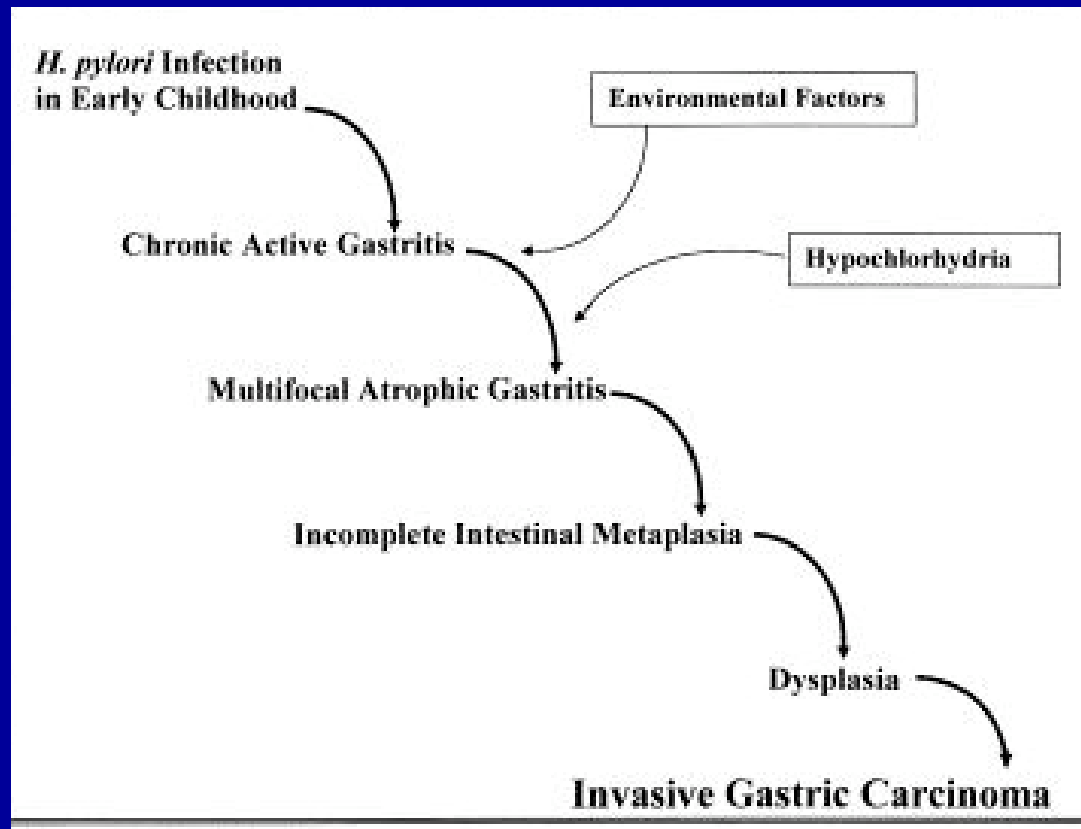 H. pylori Infection
in Early Childhood
Environmental Factors
Chronic Active Gastritis
Hypochlorhydria
Multifocal Atrophic Gastritis
Incomplete Intestinal Metaplasia
Dysplasia
Invasive Gastric Carcinoma